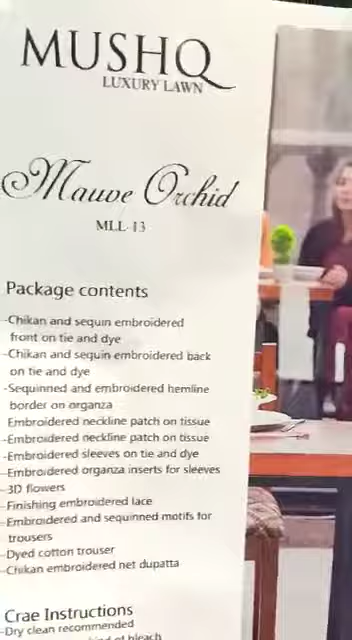 MUSHQ
LUXURY LAWN
Mauve Orchid
MLL-13
Package contents
-Chikan and sequin embroidered
front on tie and dye
-Chikan and sequin embroidered back
on tie and dye
-Sequinned and embroidered hemline
border on organza
Embroidered neckline patch on tissue
-Embroidered neckline patch on tissue
-Embroidered sleeves on tie and dye
-Embroidered organza inserts for sleeves
-3D flowers
-Finishing embroidered lace
-Embroidered and sequinned motifs for
trousers
-Dyed cotton trouser
-Chikan embroidered net dupatta
Crae Instructions
-Dry clean recommended
kind of bleach